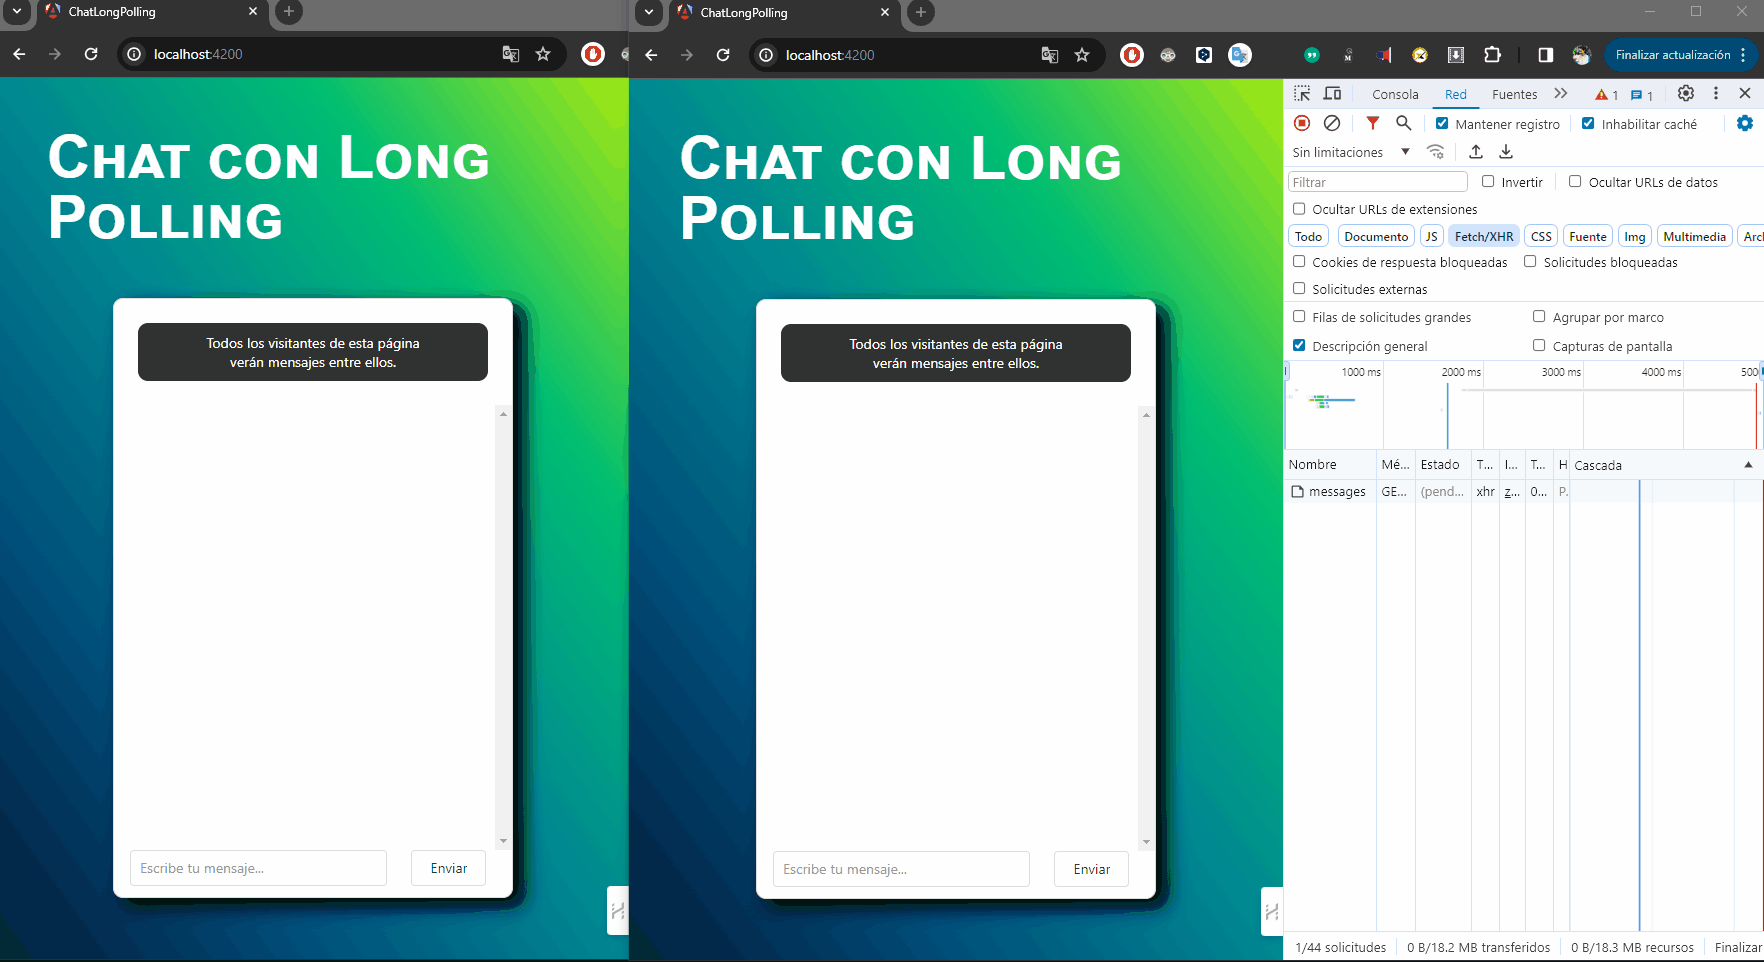 ChatLongPolling
localhost:4200
Chat con Long
Polling
Todos los visitantes de esta página
verán mensajes entre ellos.
Escribe tu mensaje...
Enviar
ChatLongPolling
localhost:4200
Finalizar actualización
Chat con Long
Polling
Todos los visitantes de esta página
verán mensajes entre ellos.
Escribe tu mensaje...
Enviar
Consola
Red
Fuentes
1
1
Mantener registro
Inhabilitar caché
Sin limitaciones
Filtrar
Invertir
Ocultar URLs de datos
Ocultar URLs de extensiones
Todo Documento JS Fetch/XHR CSS Fuente Img Multimedia Arc
Cookies de respuesta bloqueadas
Solicitudes bloqueadas
Solicitudes externas
Filas de solicitudes grandes
Agrupar por marco
Descripción general
Capturas de pantalla
1000 ms 2000 ms 3000 ms 4000 ms 500
Nombre Mé... Estado T... I... T... H Cascada
messages GE... (pend... xhr z... 0... P.
1/44 solicitudes 0 B/18.2 MB transferidos 0 B/18.3 MB recursos Finalizar